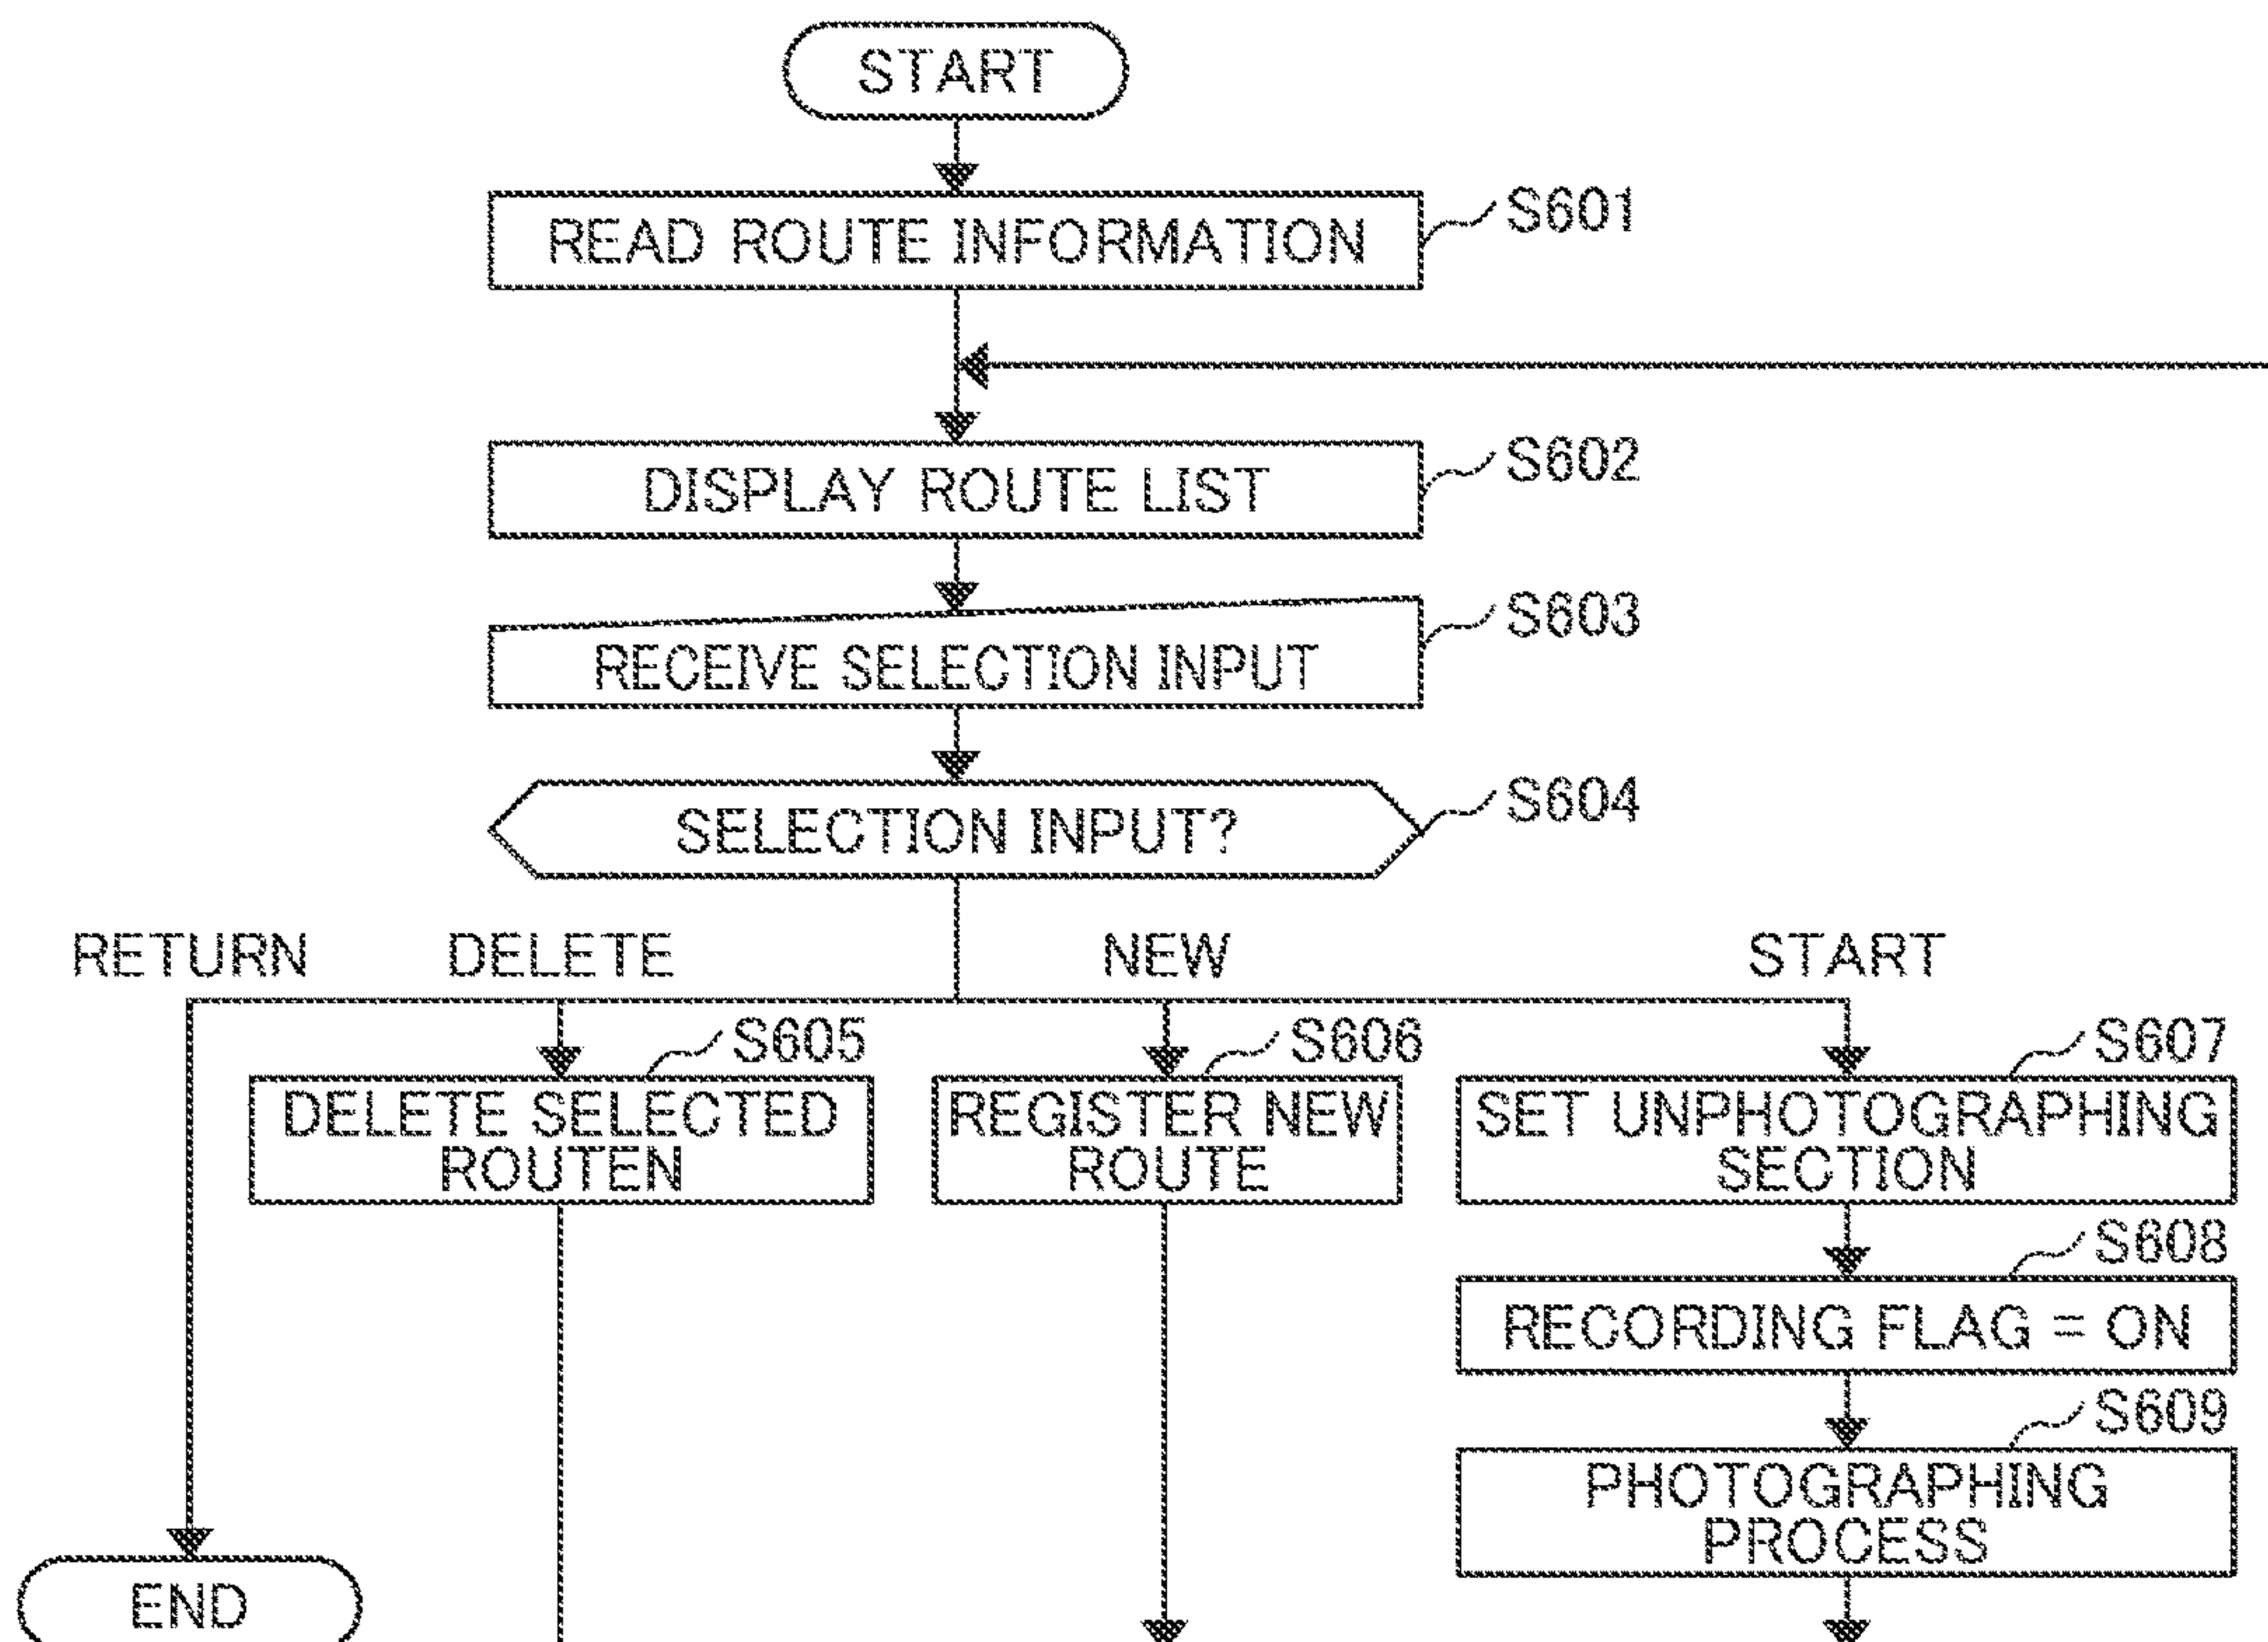 START
READ ROUTE INFORMATION
S601
DISPLAY ROUTE LIST
S602
RECEIVE SELECTION INPUT
S603
SELECTION INPUT?
S604
RETURN
DELETE
NEW
START
S605
DELETE SELECTED
ROUTEN
S606
REGISTER NEW
ROUTE
S607
SET UNPHOTOGRAPHING
SECTION
S608
RECORDING FLAG = ON
S609
PHOTOGRAPHING
PROCESS
END